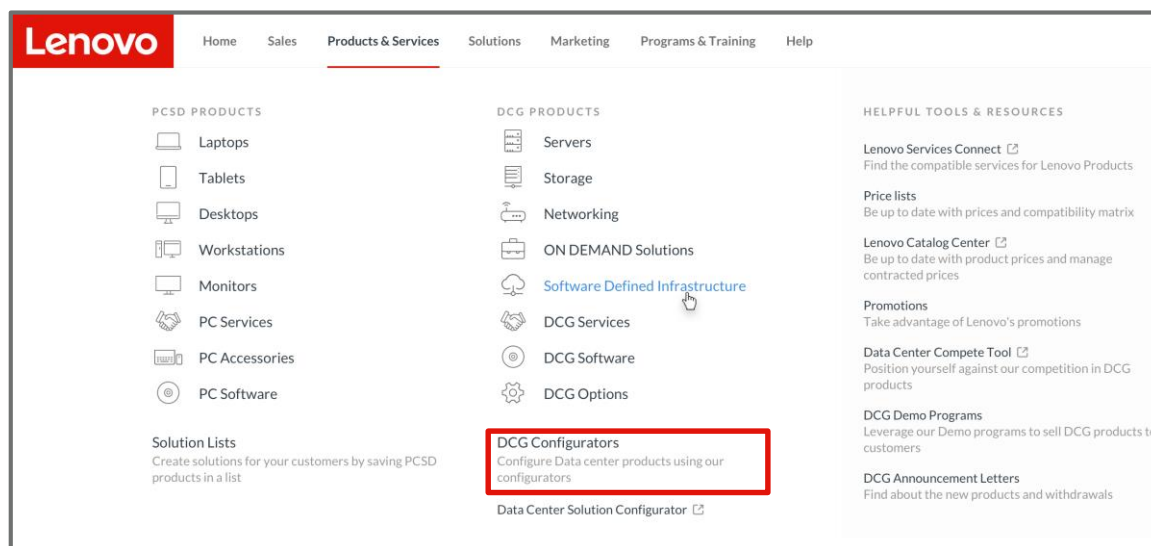 Lenovo
Home Sales Products & Services Solutions Marketing Programs & Training Help
PCSD PRODUCTS
Laptops
Tablets
Desktops
Workstations
Monitors
PC Services
PC Accessories
PC Software
Solution Lists
Create solutions for your customers by saving PCSD
products in a list
DCG PRODUCTS
Servers
Storage
Networking
ON DEMAND Solutions
Software Defined Infrastructure
DCG Services
DCG Software
DCG Options
DCG Configurators
Configure Data center products using our
configurators
Data Center Solution Configurator
HELPFUL TOOLS & RESOURCES
Lenovo Services Connect
Find the compatible services for Lenovo Products
Price lists
Be up to date with prices and compatibility matrix
Lenovo Catalog Center
Be up to date with product prices and manage
contracted prices
Promotions
Take advantage of Lenovo's promotions
Data Center Compete Tool
Position yourself against our competition in DCG
products
DCG Demo Programs
Leverage our Demo programs to sell DCG products t
customers
DCG Announcement Letters
Find about the new products and withdrawals